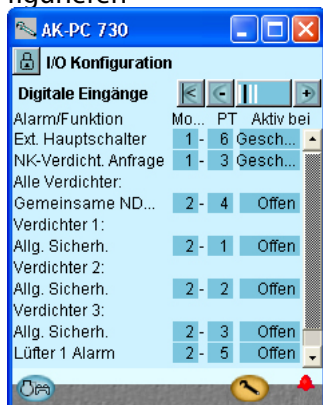 AK-PC 730
I/O Konfiguration
Digitale Eingänge
Alarm/Funktion Mo... PT Aktiv bei
Ext. Hauptschalter 1 - 6 Gesch...
NK-Verdicht. Anfrage 1 - 3 Gesch...
Alle Verdichter:
Gemeinsame ND... 2 - 4 Offen
Verdichter 1:
Allg. Sicherh. 2 - 1 Offen
Verdichter 2:
Allg. Sicherh. 2 - 2 Offen
Verdichter 3:
Allg. Sicherh. 2 - 3 Offen
Lüfter 1 Alarm 2 - 5 Offen